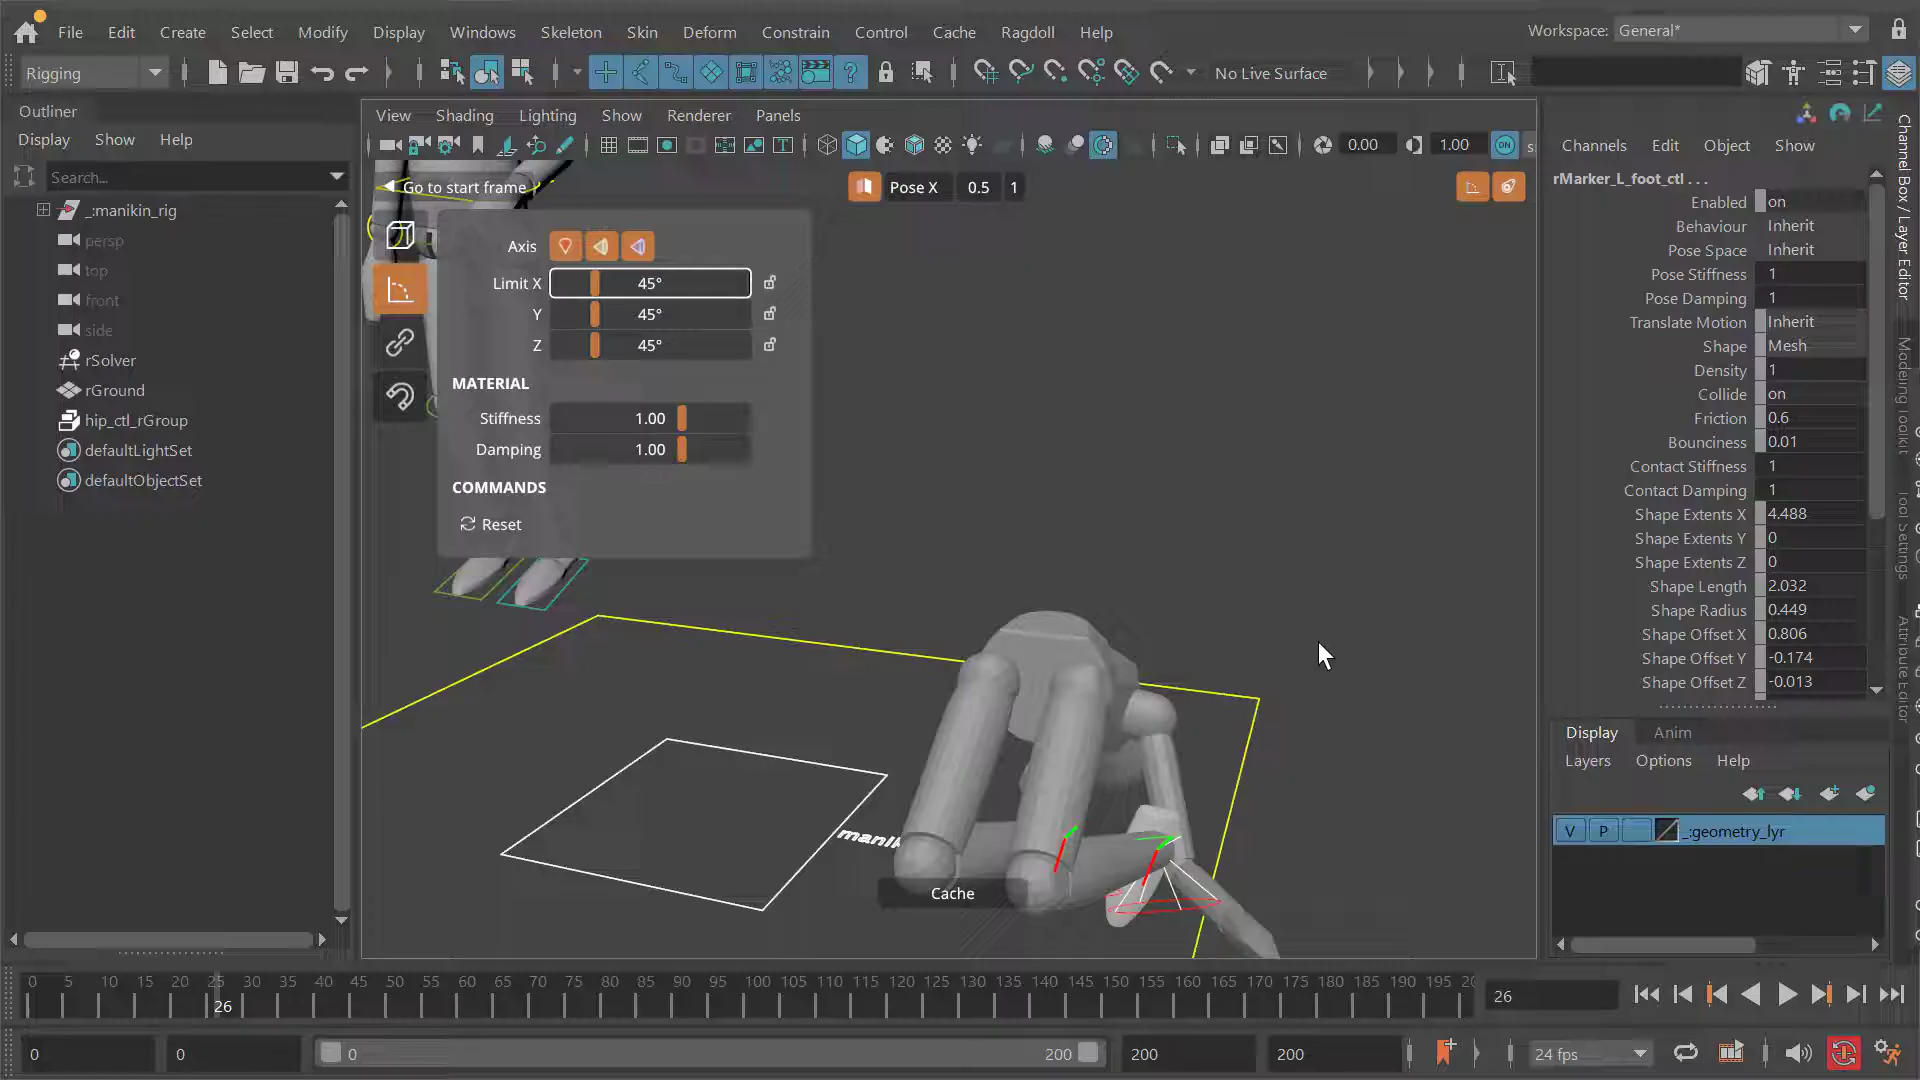 File Edit Create Select Modify Display Windows Skeleton Skin Deform Constrain Control Cache Ragdoll Help
Workspace: General*
Rigging
No Live Surface
Outliner
Display Show Help
Search...
_:manikin_rig
persp
top
front
side
rSolver
rGround
hip_ctl_rGroup
defaultLightSet
defaultObjectSet
View Shading Lighting Show Renderer Panels
0.00
1.00
ON
Go to start frame
Pose X 0.5 1
Axis
Limit X 45°
Y 45°
Z 45°
MATERIAL
Stiffness 1.00
Damping 1.00
COMMANDS
Reset
Cache
Channels Edit Object Show
rMarker_L_foot_ctl . . .
Enabled on
Behaviour Inherit
Pose Space Inherit
Pose Stiffness 1
Pose Damping 1
Translate Motion Inherit
Shape Mesh
Density 1
Collide on
Friction 0.6
Bounciness 0.01
Contact Stiffness 1
Contact Damping 1
Shape Extents X 4.488
Shape Extents Y 0
Shape Extents Z 0
Shape Length 2.032
Shape Radius 0.449
Shape Offset X 0.806
Shape Offset Y -0.174
Shape Offset Z -0.013
Channel Box / Layer Editor
Modeling Toolkit
Tool Settings
Attribute Editor
Display Anim
Layers Options Help
V P _:geometry_lyr
0 5 10 15 20 25 30 35 40 45 50 55 60 65 70 75 80 85 90 95 100 105 110 115 120 125 130 135 140 145 150 155 160 165 170 175 180 185 190 195
26
26
0 0 0 200 200 200
24 fps